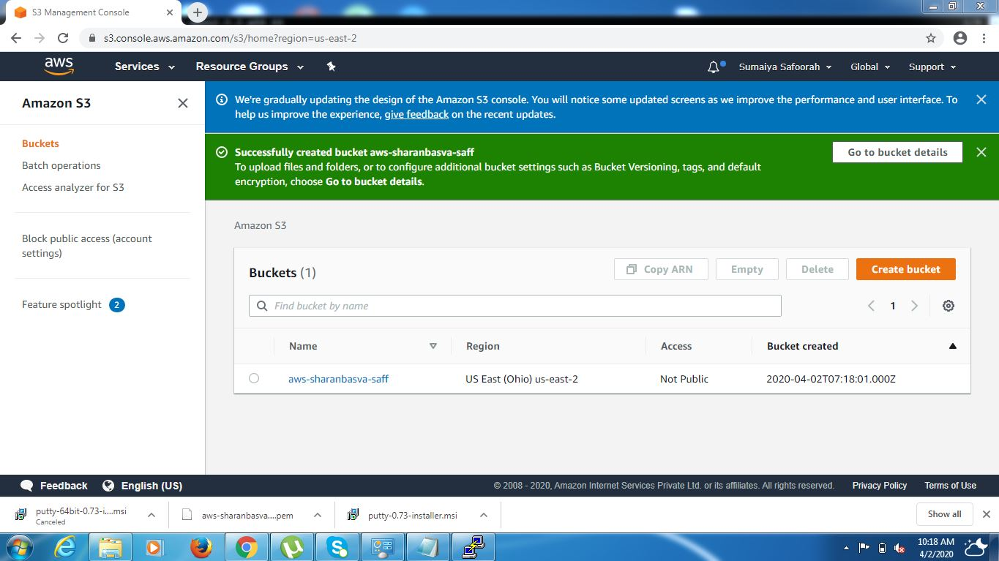 S3 Management Console
s3.console.aws.amazon.com/s3/home?region=us-east-2
aws
Services
Resource Groups
Sumaiya Safoorah
Global
Support
Amazon S3
Buckets
Batch operations
Access analyzer for S3
Block public access (account
settings)
Feature spotlight 2
We're gradually updating the design of the Amazon S3 console. You will notice some updated screens as we improve the performance and user interface. To
help us improve the experience, give feedback on the recent updates.
Successfully created bucket aws-sharanbasva-saff
To upload files and folders, or to configure additional bucket settings such as Bucket Versioning, tags, and default
encryption, choose Go to bucket details.
Go to bucket details
Amazon S3
Buckets (1)
Copy ARN
Empty
Delete
Create bucket
Find bucket by name
1
Name Region Access Bucket created
aws-sharanbasva-saff US East (Ohio) us-east-2 Not Public 2020-04-02T07:18:01.000Z
Feedback
English (US)
© 2008 - 2020, Amazon Internet Services Private Ltd. or its affiliates. All rights reserved.
Privacy Policy
Terms of Use
putty-64bit-0.73-i....msi
Canceled
aws-sharanbasva....pem
putty-0.73-installer.msi
Show all
10:18 AM
4/2/2020